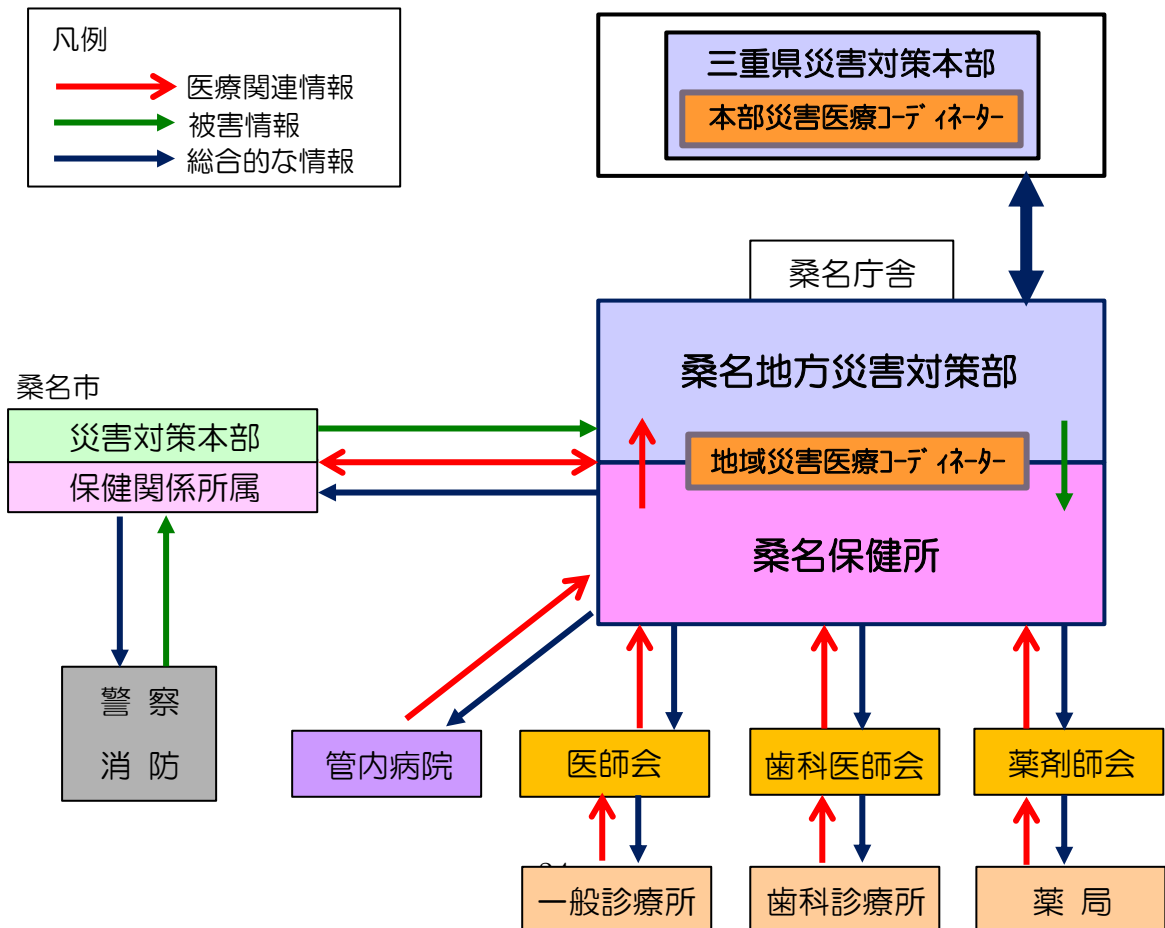 凡例
医療関連情報
被害情報
総合的な情報
三重県災害対策本部
本部災害医療ｺｰﾃﾞｨﾈｰﾀｰ
桑名庁舎
桑名地方災害対策部
桑名市
災害対策本部
保健関係所属
地域災害医療ｺｰﾃﾞｨﾈｰﾀｰ
桑名保健所
警 察
消 防
管内病院
医師会
歯科医師会
薬剤師会
一般診療所
歯科診療所
薬 局